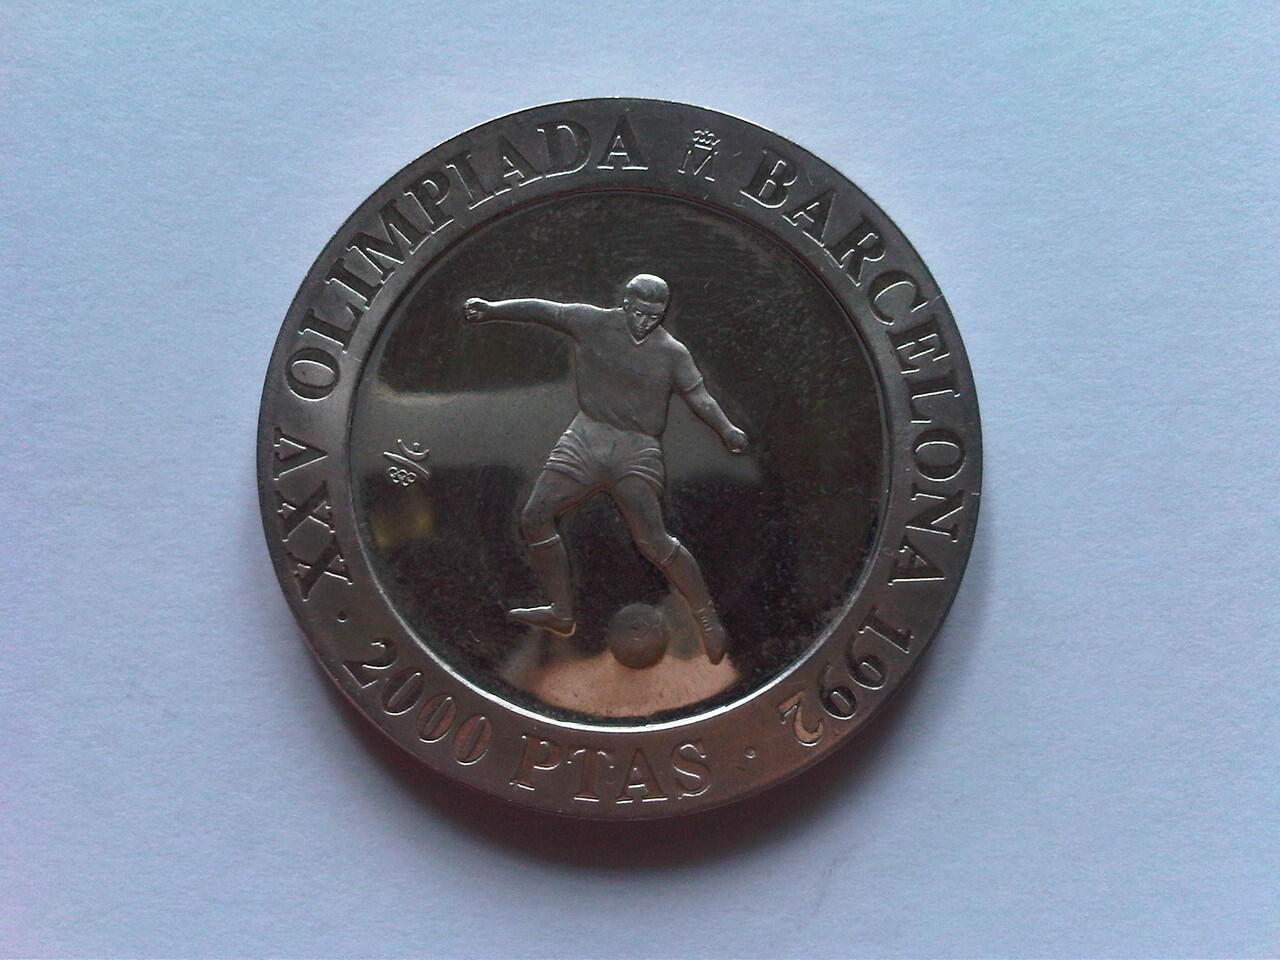 XXV OLIMPIADA M BARCELONA 1992
· 2000 PTAS ·